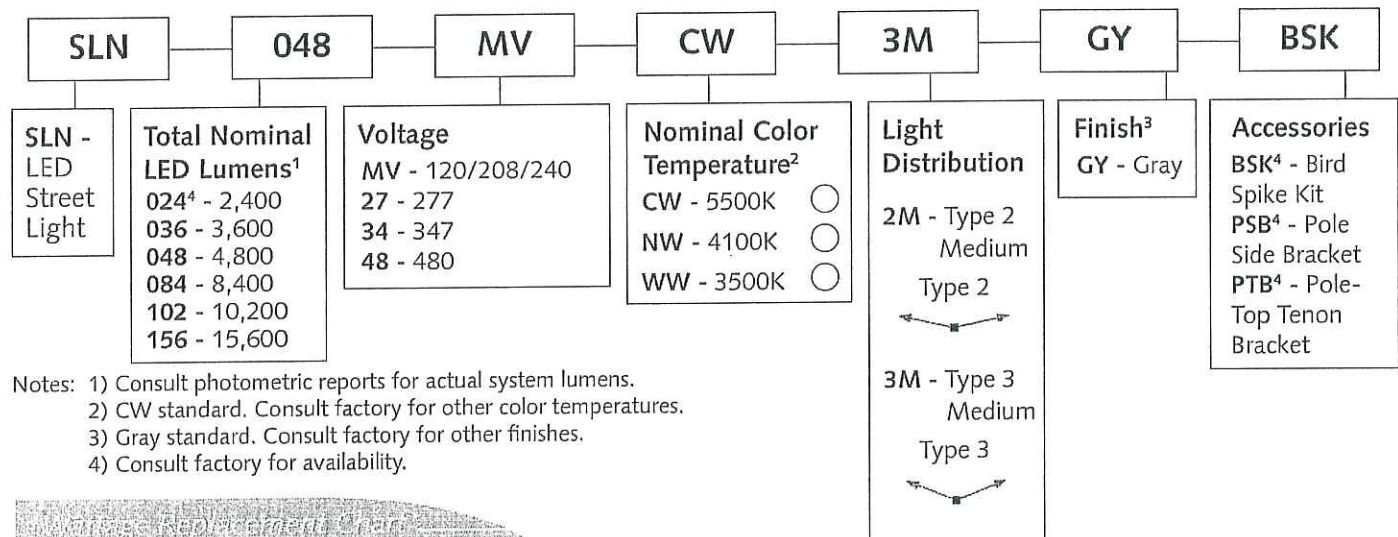 SLN 048 MV CW 3M GY BSK
SLN -
LED
Street
Light
Total Nominal
LED Lumens¹
024⁴ - 2,400
036 - 3,600
048 - 4,800
084 - 8,400
102 - 10,200
156 - 15,600
Voltage
MV - 120/208/240
27 - 277
34 - 347
48 - 480
Nominal Color
Temperature²
CW - 5500K
NW - 4100K
WW - 3500K
Light
Distribution
2M - Type 2
Medium
Type 2
3M - Type 3
Medium
Type 3
Finish³
GY - Gray
Accessories
BSK⁴ - Bird
Spike Kit
PSB⁴ - Pole
Side Bracket
PTB⁴ - Pole-
Top Tenon
Bracket
Notes: 1) Consult photometric reports for actual system lumens.
2) CW standard. Consult factory for other color temperatures.
3) Gray standard. Consult factory for other finishes.
4) Consult factory for availability.
Replacement Chart